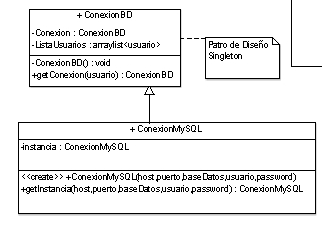 + ConexionBD
-Conexion : ConexionBD
-ListaUsuarios : arraylist<usuario>
-ConexionBD() : void
+getConexion(usuario) : ConexionBD
Patro de Diseño
Singleton
+ ConexionMySQL
-instancia : ConexionMySQL
<<create>> +ConexionMySQL(host,puerto,baseDatos,usuario,password)
+getInstancia(host,puerto,baseDatos,usuario,password) : ConexionMySQL